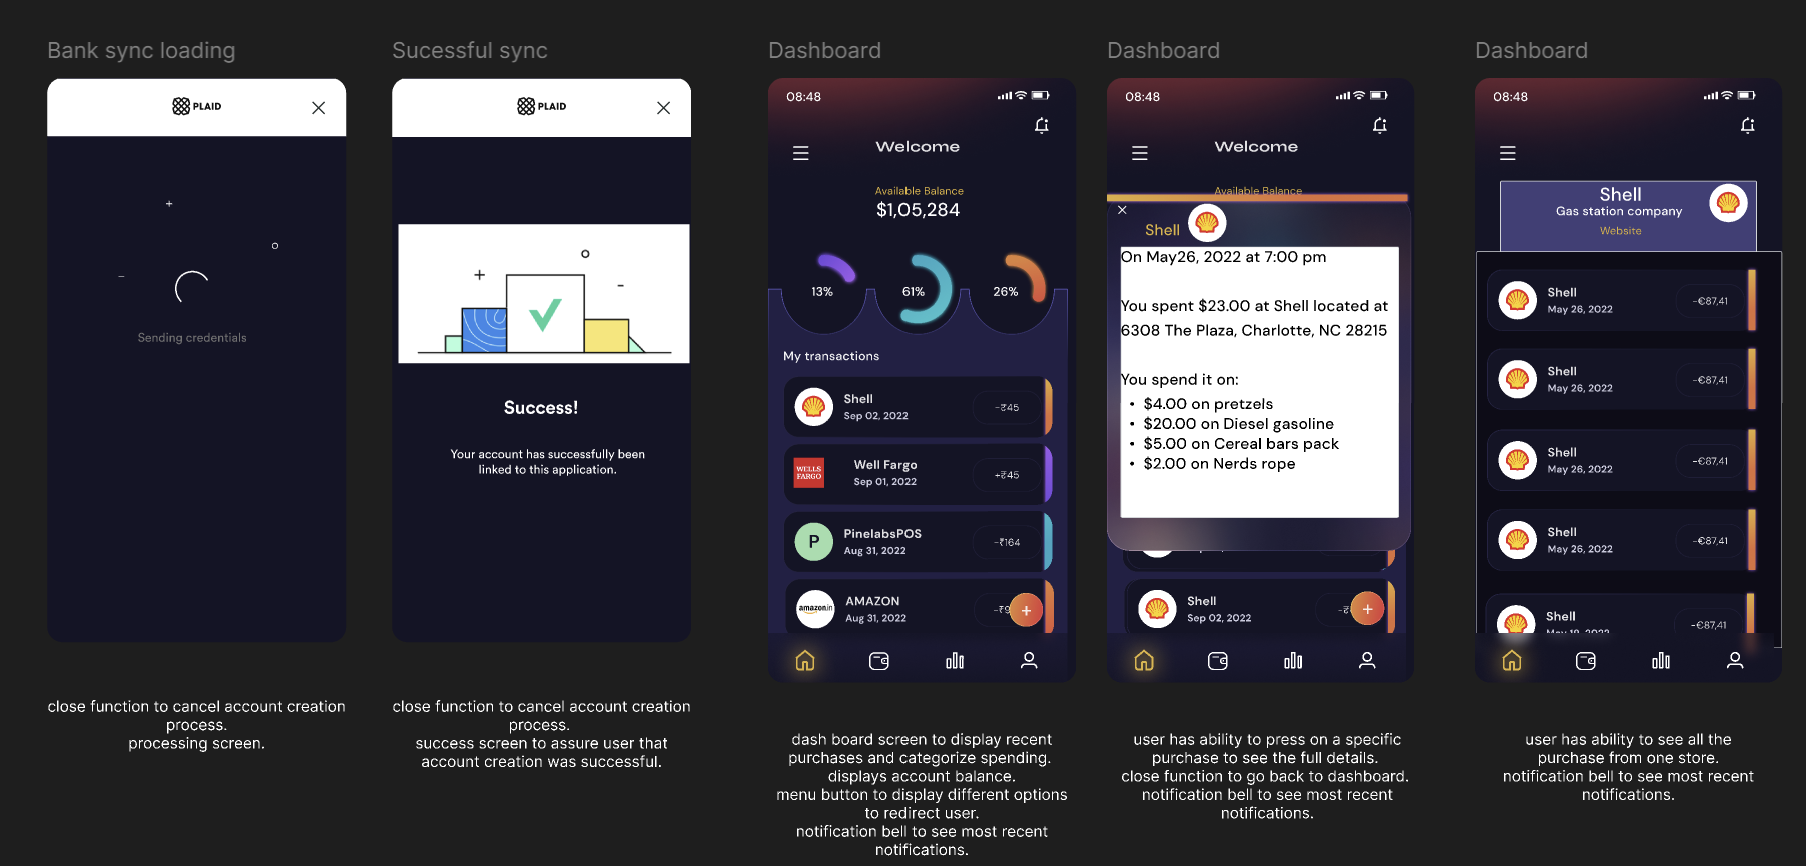 Bank sync loading
PLAID
Sending credentials
close function to cancel account creation
process.
processing screen.
Sucessful sync
PLAID
Success!
Your account has successfully been
linked to this application.
close function to cancel account creation
process.
success screen to assure user that
account creation was successful.
Dashboard
08:48
Welcome
Available Balance
$1,05,284
13%
61%
26%
My transactions
Shell
Sep 02, 2022
-₹45
WELLS
FARGO
Well Fargo
Sep 01, 2022
+₹45
P
PinelabsPOS
Aug 31, 2022
-₹164
amazon.in
AMAZON
Aug 31, 2022
-₹9
+
dash board screen to display recent
purchases and categorize spending.
displays account balance.
menu button to display different options
to redirect user.
notification bell to see most recent
notifications.
Dashboard
08:48
Welcome
Available Balance
Shell
On May26, 2022 at 7:00 pm
You spent $23.00 at Shell located at
6308 The Plaza, Charlotte, NC 28215
You spend it on:
• $4.00 on pretzels
• $20.00 on Diesel gasoline
• $5.00 on Cereal bars pack
• $2.00 on Nerds rope
Shell
Sep 02, 2022
-₹
+
user has ability to press on a specific
purchase to see the full details.
close function to go back to dashboard.
notification bell to see most recent
notifications.
Dashboard
08:48
Shell
Gas station company
Website
Shell
May 26, 2022
-€87,41
Shell
May 26, 2022
-€87,41
Shell
May 26, 2022
-€87,41
Shell
May 26, 2022
-€87,41
Shell
May 19, 2022
-€87,41
user has ability to see all the
purchase from one store.
notification bell to see most recent
notifications.